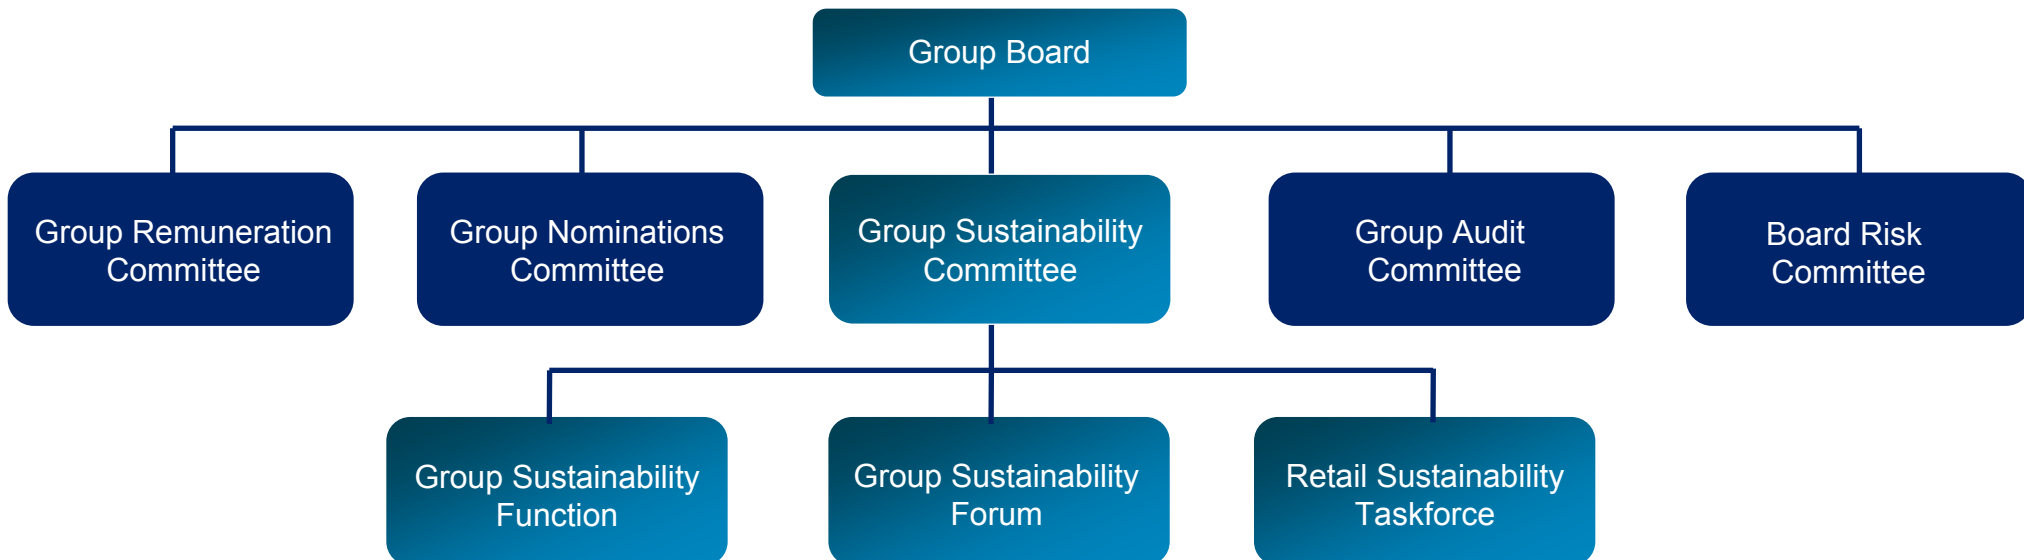 Group Board
Group Remuneration
Committee
Group Nominations
Committee
Group Sustainability
Committee
Group Audit
Committee
Board Risk
Committee
Group Sustainability
Function
Group Sustainability
Forum
Retail Sustainability
Taskforce